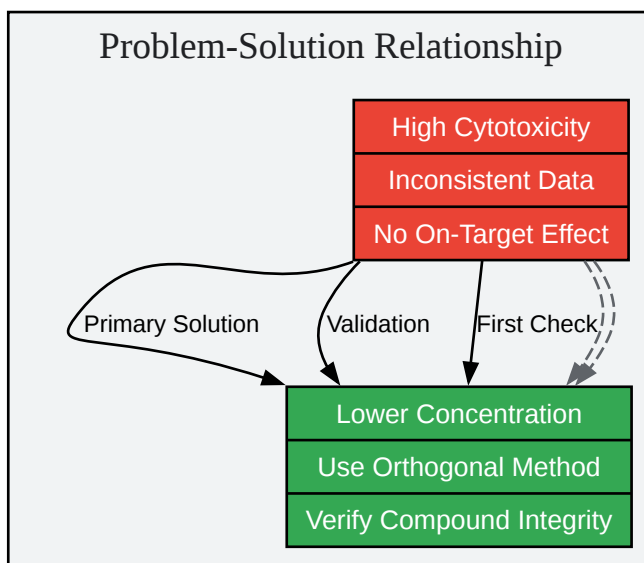 Problem-Solution Relationship
High Cytotoxicity
Inconsistent Data
No On-Target Effect
Primary Solution
Validation
First Check
Lower Concentration
Use Orthogonal Method
Verify Compound Integrity